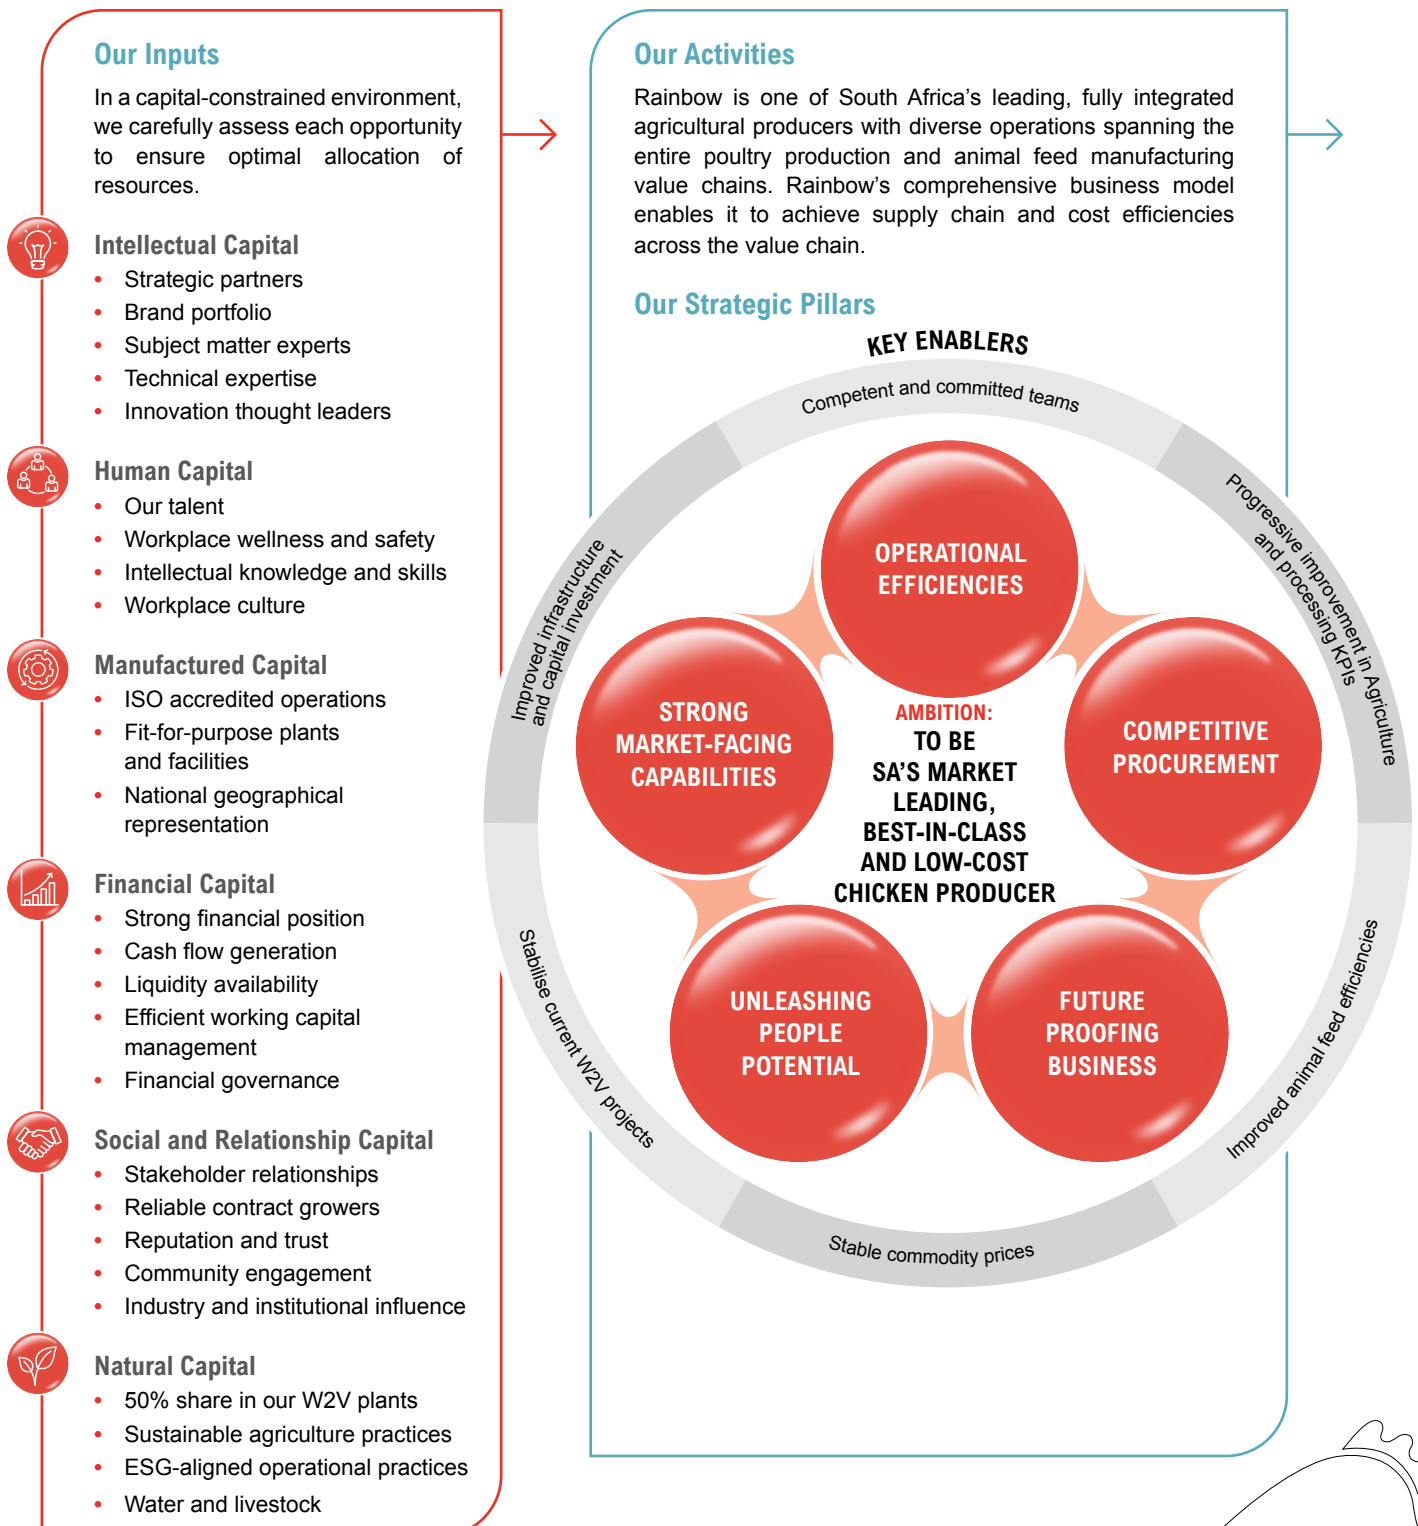 Our Inputs
In a capital-constrained environment,
we carefully assess each opportunity
to ensure optimal allocation of
resources.
Intellectual Capital
• Strategic partners
• Brand portfolio
• Subject matter experts
• Technical expertise
• Innovation thought leaders
Human Capital
• Our talent
• Workplace wellness and safety
• Intellectual knowledge and skills
• Workplace culture
Manufactured Capital
• ISO accredited operations
• Fit-for-purpose plants
and facilities
• National geographical
representation
Financial Capital
• Strong financial position
• Cash flow generation
• Liquidity availability
• Efficient working capital
management
• Financial governance
Social and Relationship Capital
• Stakeholder relationships
• Reliable contract growers
• Reputation and trust
• Community engagement
• Industry and institutional influence
Natural Capital
• 50% share in our W2V plants
• Sustainable agriculture practices
• ESG-aligned operational practices
• Water and livestock
Our Activities
Rainbow is one of South Africa's leading, fully integrated
agricultural producers with diverse operations spanning the
entire poultry production and animal feed manufacturing
value chains. Rainbow's comprehensive business model
enables it to achieve supply chain and cost efficiencies
across the value chain.
Our Strategic Pillars
KEY ENABLERS
Competent and committed teams
Progressive improvement in Agriculture
and processing KPIs
Improved animal feed efficiencies
Stable commodity prices
Stabilise current W2V projects
Improved infrastructure
and capital investment
OPERATIONAL
EFFICIENCIES
COMPETITIVE
PROCUREMENT
FUTURE
PROOFING
BUSINESS
UNLEASHING
PEOPLE
POTENTIAL
STRONG
MARKET-FACING
CAPABILITIES
AMBITION:
TO BE
SA'S MARKET
LEADING,
BEST-IN-CLASS
AND LOW-COST
CHICKEN PRODUCER